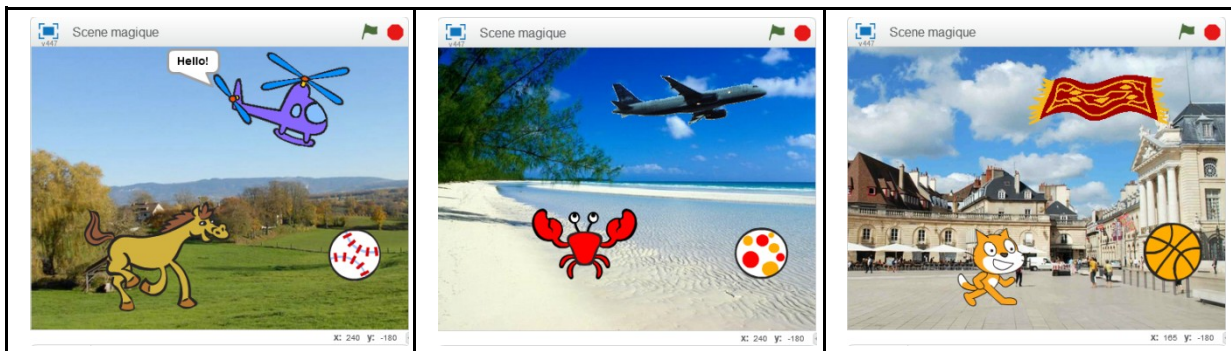 Scene magique
v447
Hello!
x: 240 y: -180
Scene magique
v447
x: 240 y: -180
Scene magique
v447
x: 165 y: -180